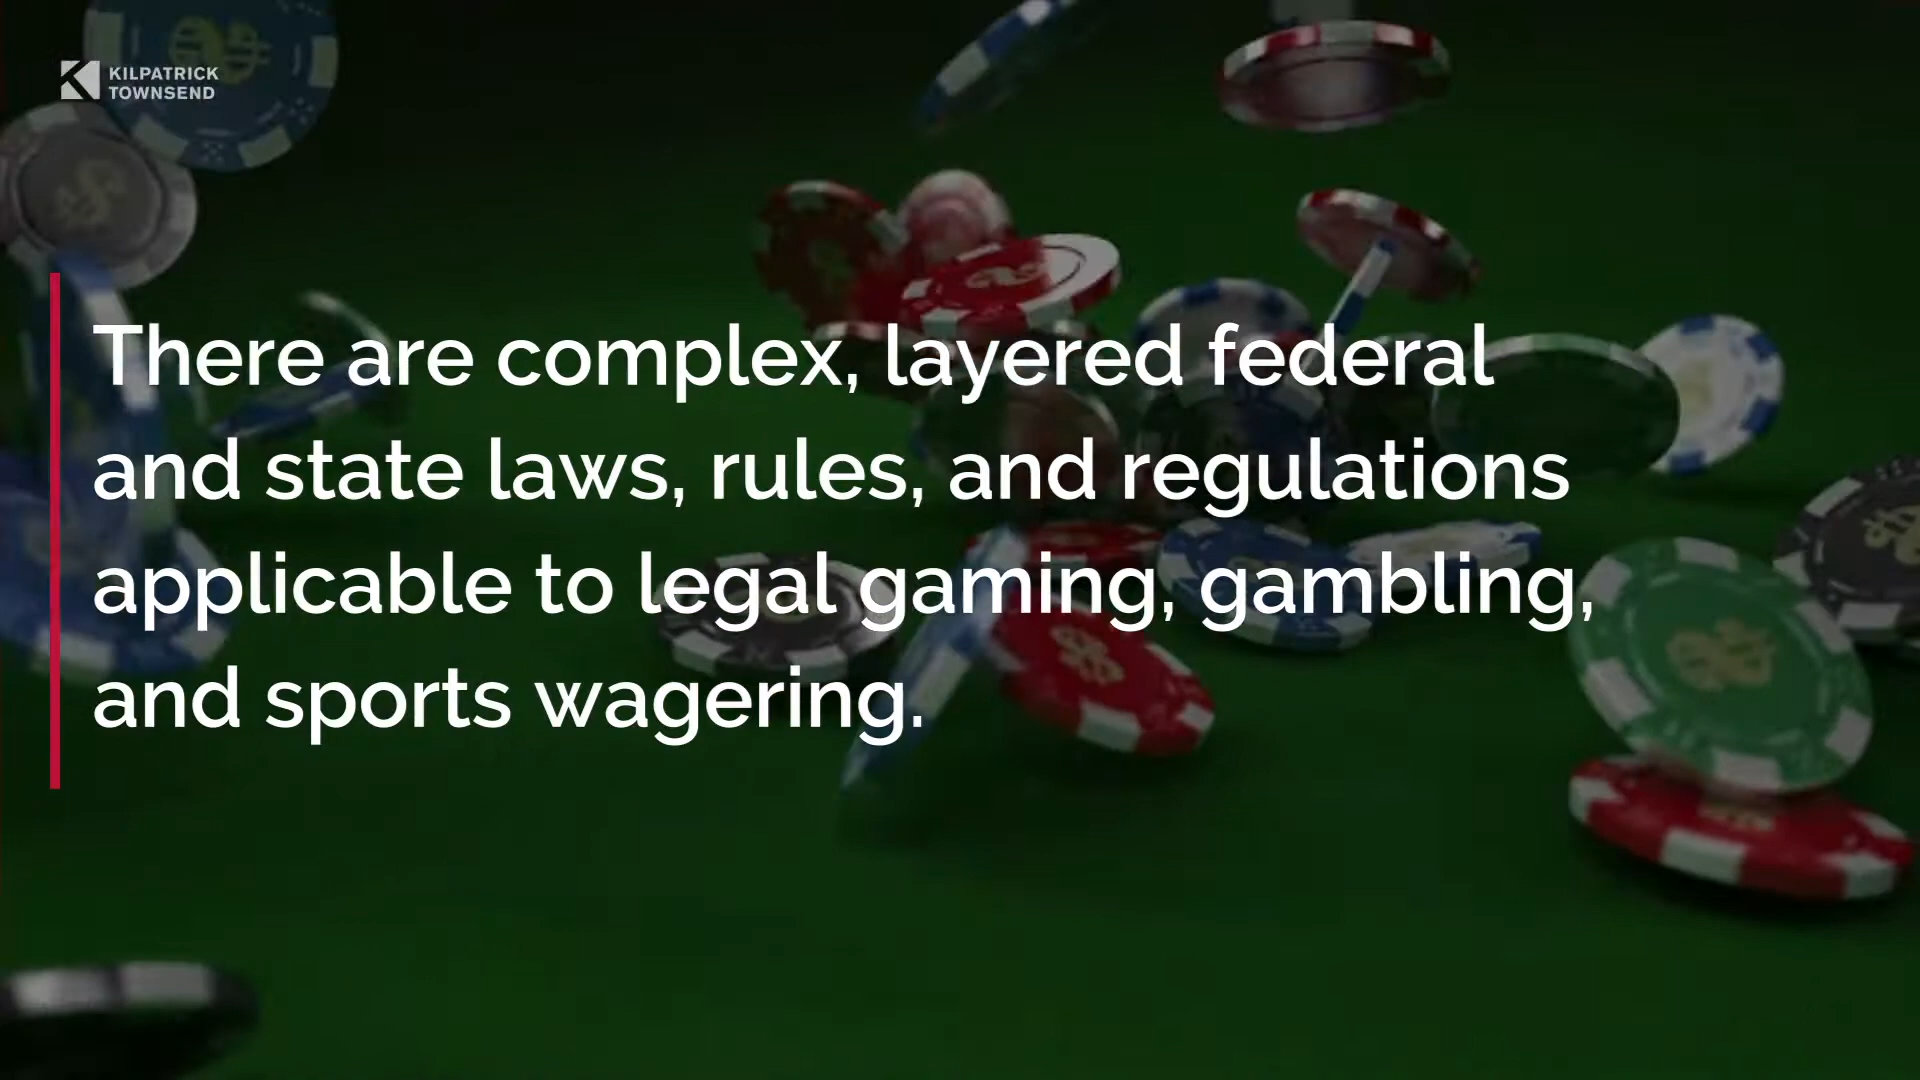 KILPATRICK
TOWNSEND
There are complex, layered federal
and state laws, rules, and regulations
applicable to legal gaming, gambling,
and sports wagering.